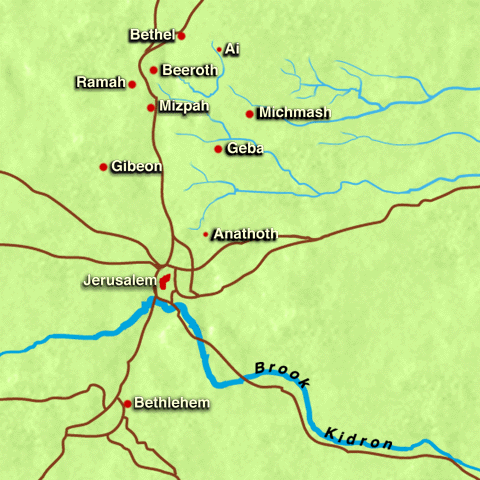 Bethel
Ai
Beeroth
Ramah
Mizpah
Michmash
Geba
Gibeon
Anathoth
Jerusalem
Brook
Kidron
Bethlehem